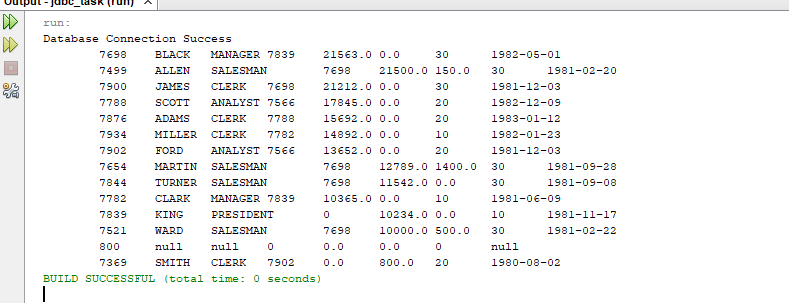 Output - jdbc_task (run) ×
run:
Database Connection Success
7698 BLACK MANAGER 7839 21563.0 0.0 30 1982-05-01
7499 ALLEN SALESMAN 7698 21500.0 150.0 30 1981-02-20
7900 JAMES CLERK 7698 21212.0 0.0 30 1981-12-03
7788 SCOTT ANALYST 7566 17845.0 0.0 20 1982-12-09
7876 ADAMS CLERK 7788 15692.0 0.0 20 1983-01-12
7934 MILLER CLERK 7782 14892.0 0.0 10 1982-01-23
7902 FORD ANALYST 7566 13652.0 0.0 20 1981-12-03
7654 MARTIN SALESMAN 7698 12789.0 1400.0 30 1981-09-28
7844 TURNER SALESMAN 7698 11542.0 0.0 30 1981-09-08
7782 CLARK MANAGER 7839 10365.0 0.0 10 1981-06-09
7839 KING PRESIDENT 0 10234.0 0.0 10 1981-11-17
7521 WARD SALESMAN 7698 10000.0 500.0 30 1981-02-22
800 null null 0 0.0 0.0 0 null
7369 SMITH CLERK 7902 0.0 800.0 20 1980-08-02
BUILD SUCCESSFUL (total time: 0 seconds)